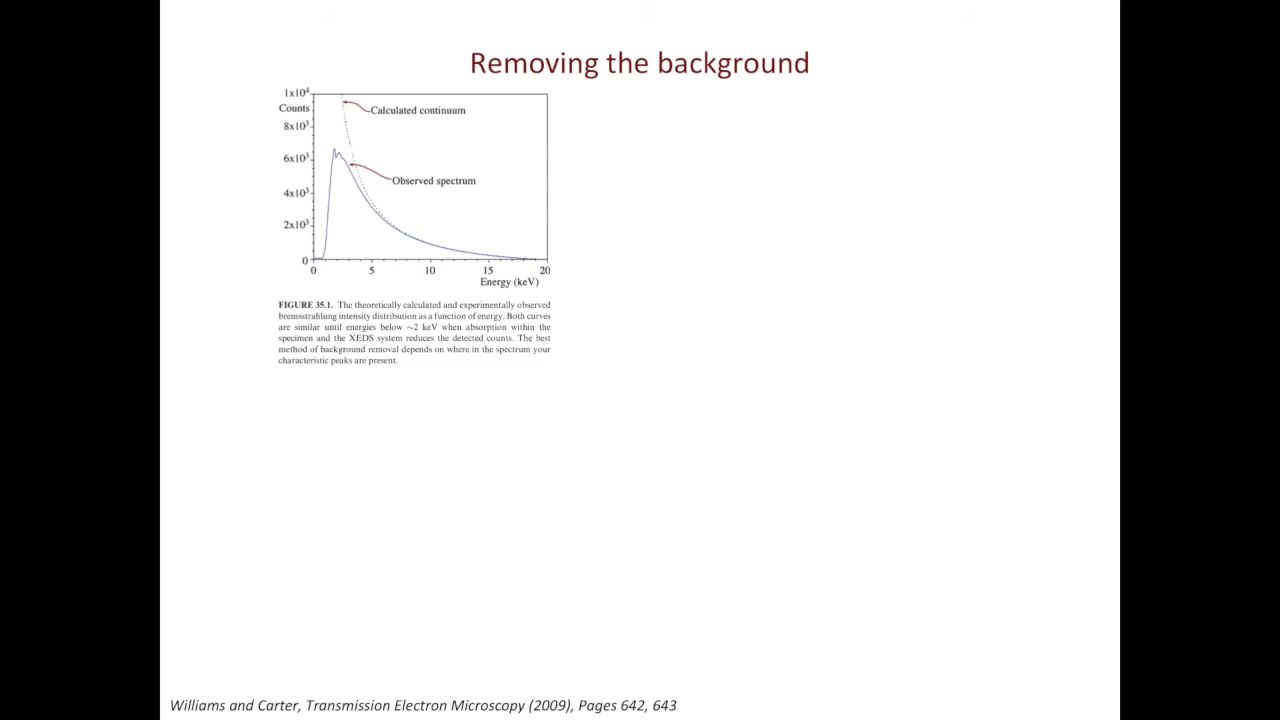 Removing the background
1x10⁴
Counts
Calculated continuum
8x10³
6x10³
Observed spectrum
4x10³
2x10³
0
0 5 10 15 20
Energy (keV)
FIGURE 35.1. The theoretically calculated and experimentally observed
bremsstrahlung intensity distribution as a function of energy. Both curves
are similar until energies below ~2 keV when absorption within the
specimen and the XEDS system reduces the detected counts. The best
method of background removal depends on where in the spectrum your
characteristic peaks are present.
Williams and Carter, Transmission Electron Microscopy (2009), Pages 642, 643